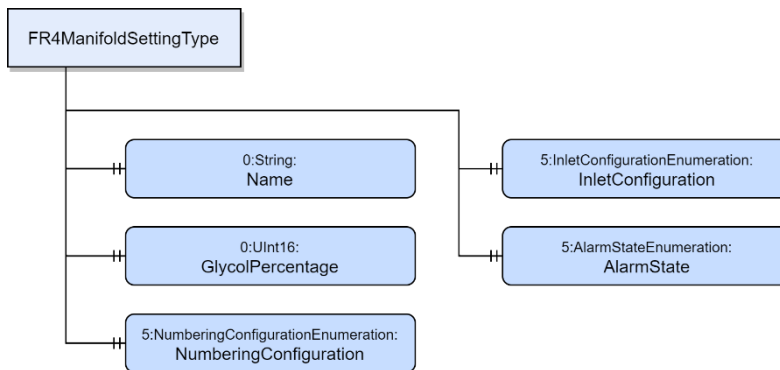 FR4ManifoldSettingType
0:String:
Name
5:InletConfigurationEnumeration:
InletConfiguration
0:UInt16:
GlycolPercentage
5:AlarmStateEnumeration:
AlarmState
5:NumberingConfigurationEnumeration:
NumberingConfiguration